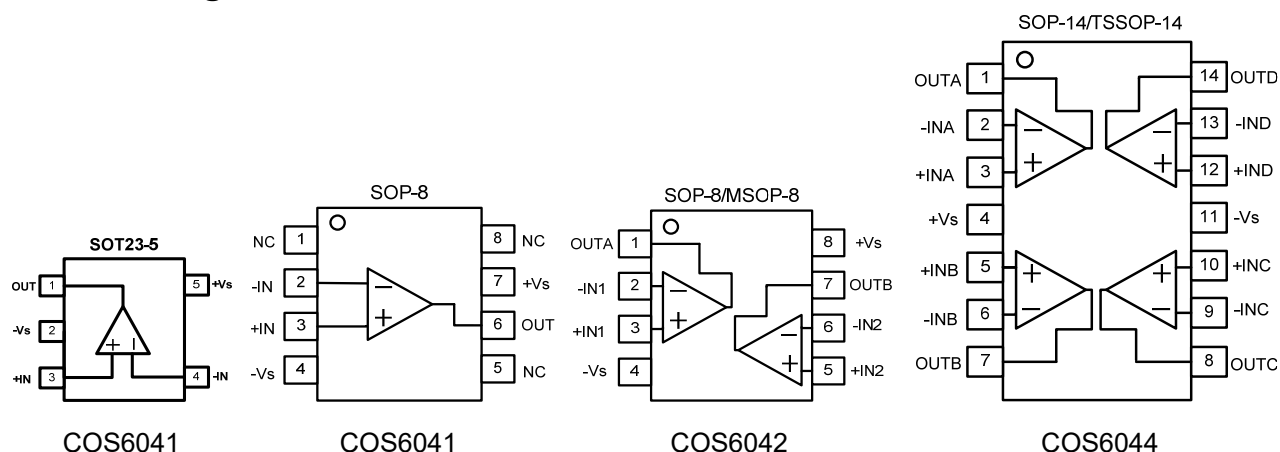 SOT23-5
OUT 1
5 +Vs
-Vs 2
+IN 3
4 -IN
+ −
COS6041
SOP-8
NC 1
8 NC
-IN 2
7 +Vs
+IN 3
6 OUT
-Vs 4
5 NC
−
+
COS6041
SOP-8/MSOP-8
OUTA 1
8 +Vs
-IN1 2
7 OUTB
+IN1 3
6 -IN2
-Vs 4
5 +IN2
−
+
−
+
COS6042
SOP-14/TSSOP-14
OUTA 1
14 OUTD
-INA 2
13 -IND
+INA 3
12 +IND
+Vs 4
11 -Vs
+INB 5
10 +INC
-INB 6
9 -INC
OUTB 7
8 OUTC
− −
+ +
+ +
− −
COS6044